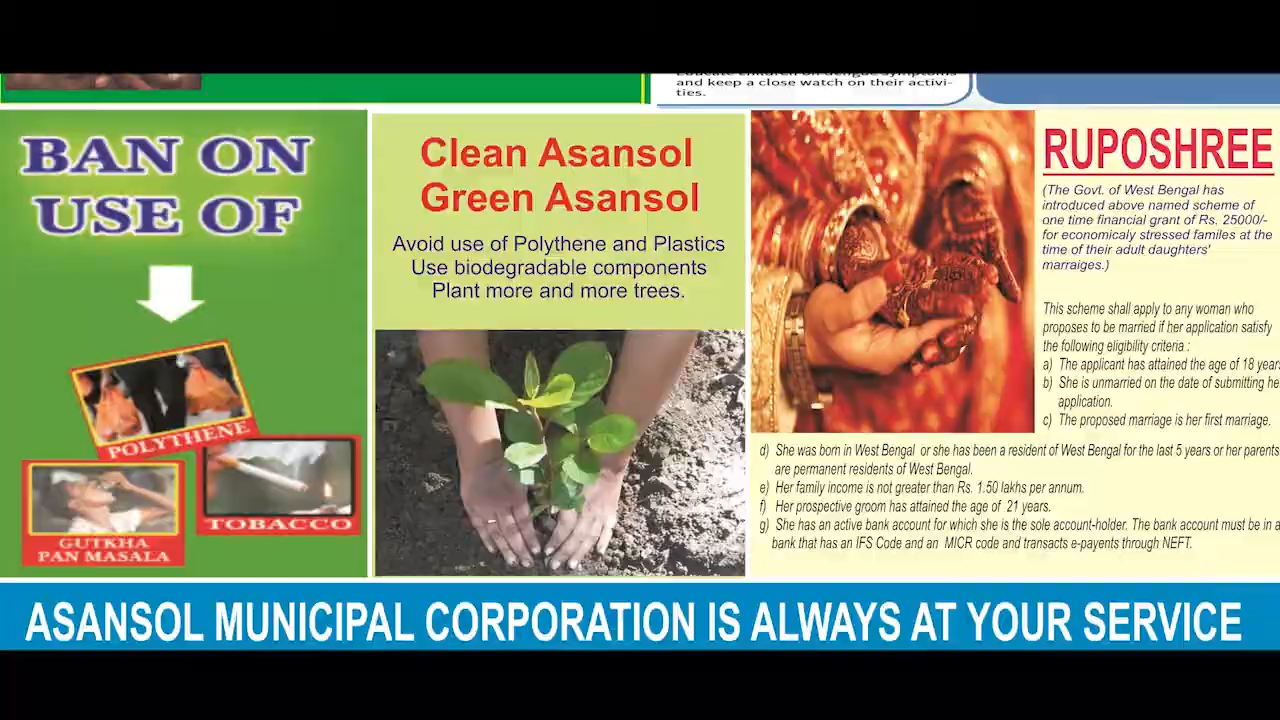 Educate children on dengue symptoms
and keep a close watch on their activi-
ties.
BAN ON
USE OF
POLYTHENE
TOBACCO
GUTKHA
PAN MASALA
Clean Asansol
Green Asansol
Avoid use of Polythene and Plastics
Use biodegradable components
Plant more and more trees.
RUPOSHREE
(The Govt. of West Bengal has
introduced above named scheme of
one time financial grant of Rs. 25000/-
for economicaly stressed familes at the
time of their adult daughters'
marraiges.)
This scheme shall apply to any woman who
proposes to be married if her application satisfy
the following eligibility criteria :
a) The applicant has attained the age of 18 years
b) She is unmarried on the date of submitting he
application.
c) The proposed marriage is her first marriage.
d) She was born in West Bengal or she has been a resident of West Bengal for the last 5 years or her parents
are permanent residents of West Bengal.
e) Her family income is not greater than Rs. 1.50 lakhs per annum.
f) Her prospective groom has attained the age of 21 years.
g) She has an active bank account for which she is the sole account-holder. The bank account must be in a
bank that has an IFS Code and an MICR code and transacts e-payents through NEFT.
ASANSOL MUNICIPAL CORPORATION IS ALWAYS AT YOUR SERVICE